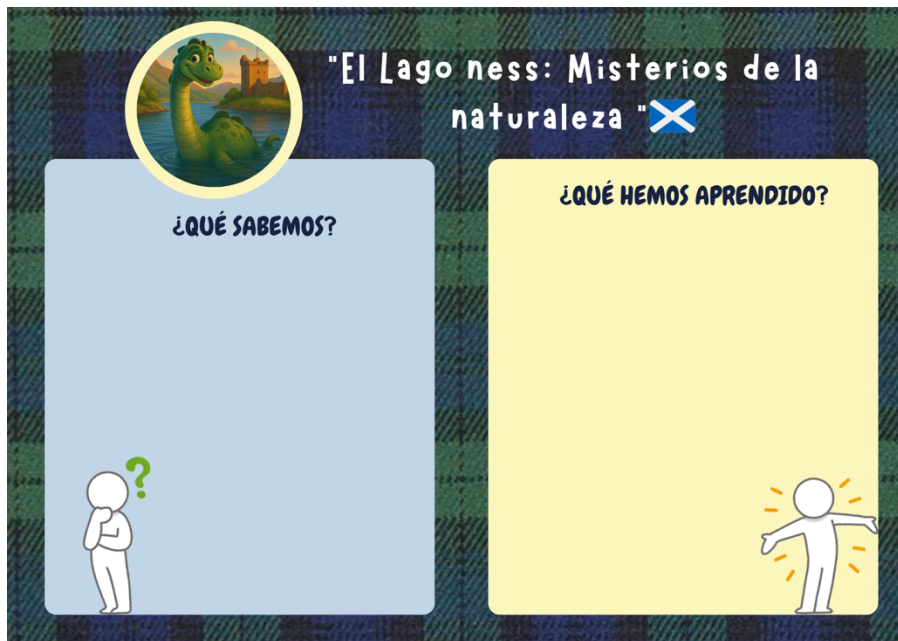 "El Lago ness: Misterios de la
naturaleza "
¿QUÉ SABEMOS?
¿QUÉ HEMOS APRENDIDO?
?